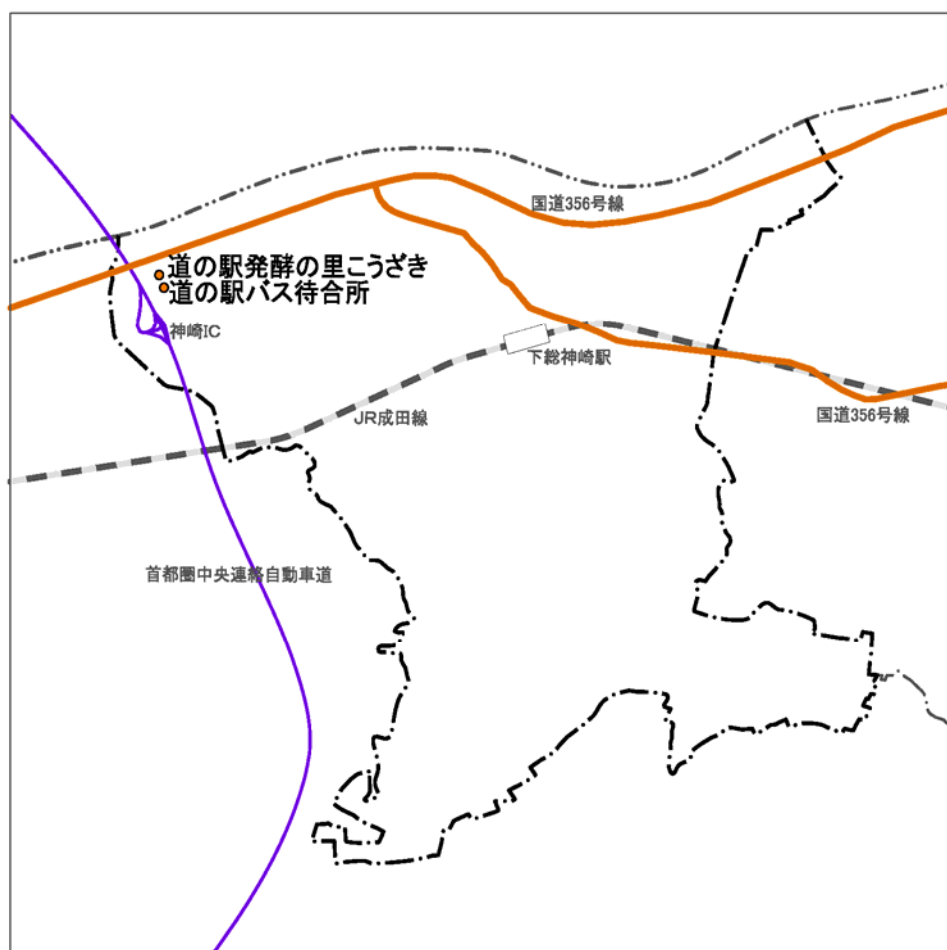 国道356号線
道の駅発酵の里こうざき
道の駅バス待合所
神崎IC
下総神崎駅
JR成田線
国道356号線
首都圏中央連絡自動車道